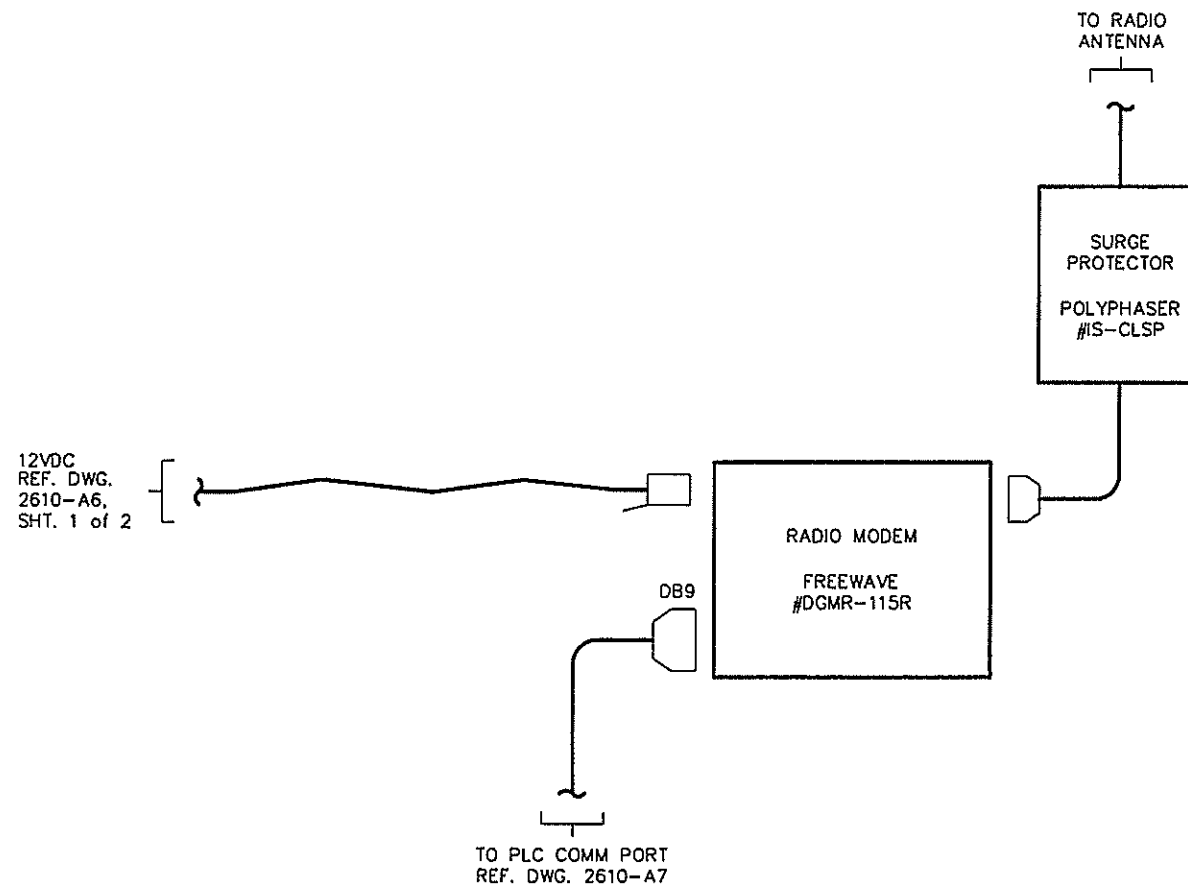 TO RADIO
ANTENNA
SURGE
PROTECTOR
POLYPHASER
#IS-CLSP
12VDC
REF. DWG.
2610-A6,
SHT. 1 of 2
RADIO MODEM
FREEWAVE
#DGMR-115R
DB9
TO PLC COMM PORT
REF. DWG. 2610-A7